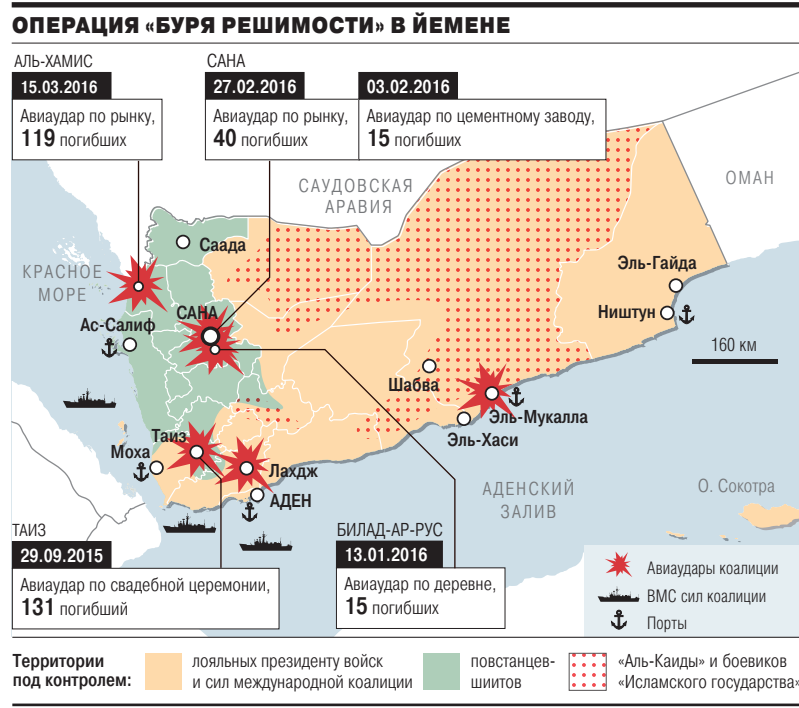 ОПЕРАЦИЯ «БУРЯ РЕШИМОСТИ» В ЙЕМЕНЕ
АЛЬ-ХАМИС
15.03.2016
Авиаудар по рынку,
119 погибших
САНА
27.02.2016
Авиаудар по рынку,
40 погибших
03.02.2016
Авиаудар по цементному заводу,
15 погибших
САУДОВСКАЯ
АРАВИЯ
ОМАН
КРАСНОЕ
МОРЕ
Саада
САНА
Ас-Салиф
Эль-Гайда
Ништун
160 км
Шабва
Эль-Мукалла
Эль-Хаси
Таиз
Моха
Лахдж
АДЕН
АДЕНСКИЙ
ЗАЛИВ
О. Сокотра
ТАИЗ
29.09.2015
Авиаудар по свадебной церемонии,
131 погибший
БИЛАД-АР-РУС
13.01.2016
Авиаудар по деревне,
15 погибших
Авиаудары коалиции
ВМС сил коалиции
Порты
Территории
под контролем:
лояльных президенту войск
и сил международной коалиции
повстанцев-
шиитов
«Аль-Каиды» и боевиков
«Исламского государства»